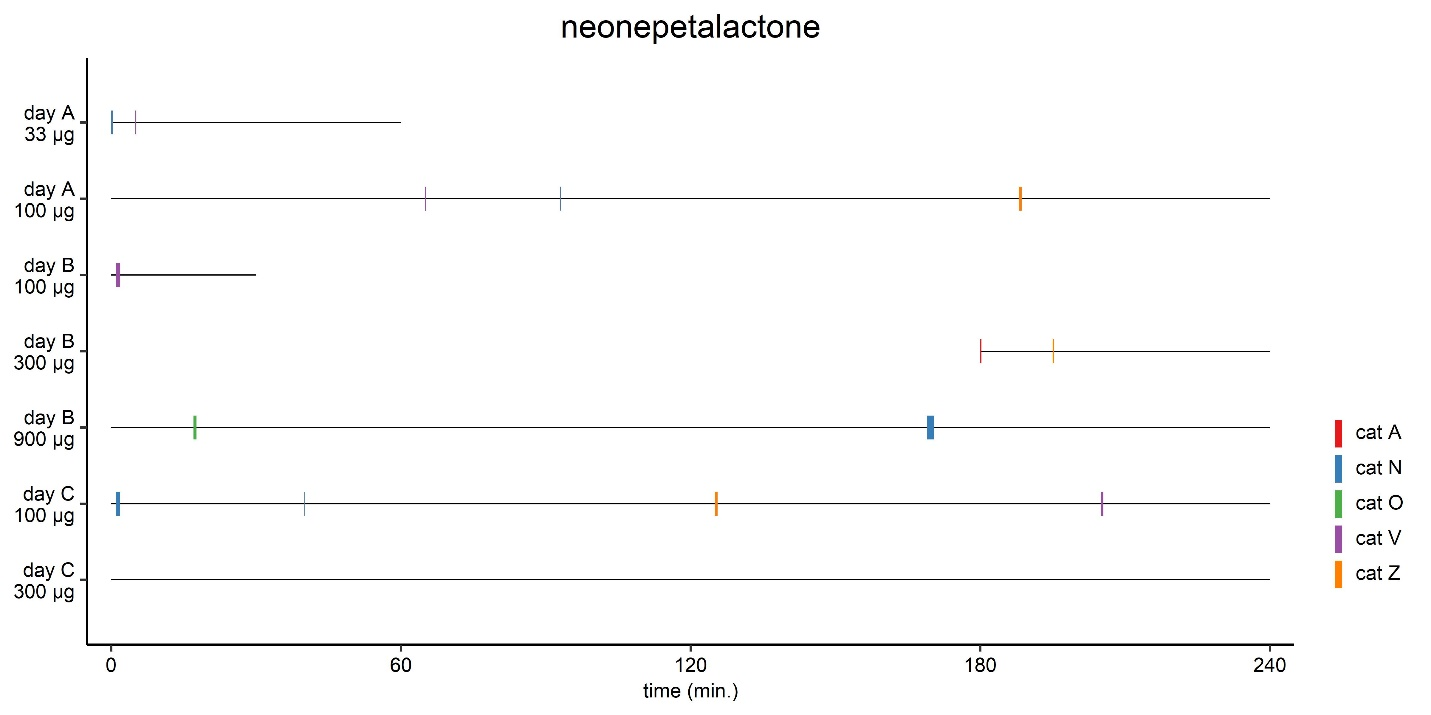 neonepetalactone
day A
33 µg
day A
100 µg
day B
100 µg
day B
300 µg
day B
900 µg
day C
100 µg
day C
300 µg
cat A
cat N
cat O
cat V
cat Z
0 60 120 180 240
time (min.)